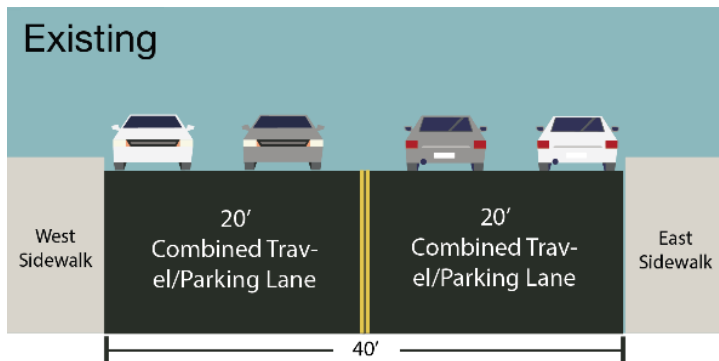 Existing
20’
Combined Trav-
el/Parking Lane
20’
Combined Trav-
el/Parking Lane
West
Sidewalk
East
Sidewalk
40’